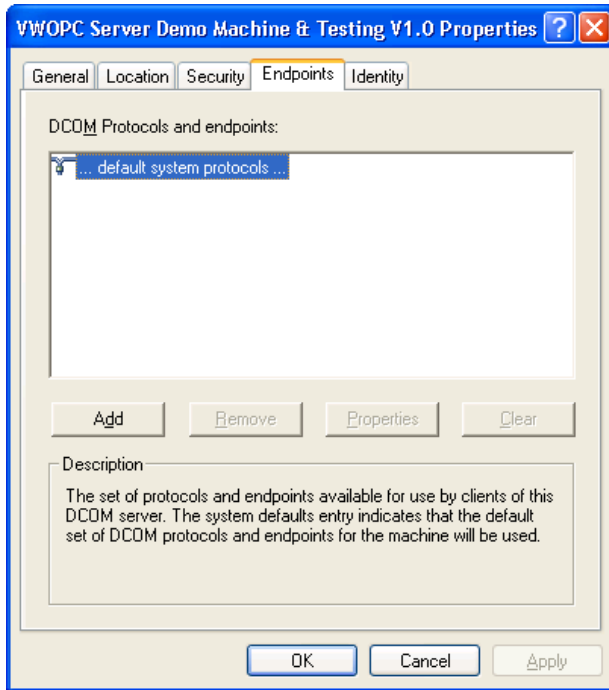 VWOPC Server Demo Machine & Testing V1.0 Properties
General Location Security Endpoints Identity
DCOM Protocols and endpoints:
... default system protocols ...
Add Remove Properties Clear
Description
The set of protocols and endpoints available for use by clients of this
DCOM server. The system defaults entry indicates that the default
set of DCOM protocols and endpoints for the machine will be used.
OK Cancel Apply